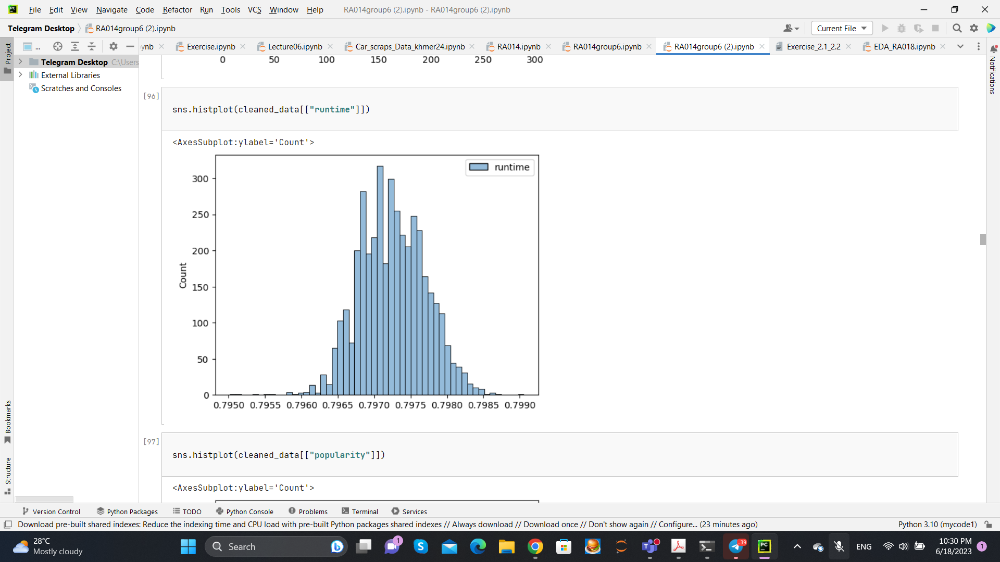 File Edit View Navigate Code Refactor Run Tools VCS Window Help RA014group6 (2).ipynb - RA014group6 (2).ipynb
Telegram Desktop RA014group6 (2).ipynb Current File
... ynb Exercise.ipynb Lecture06.ipynb Car_scraps_Data_khmer24.ipynb RA014.ipynb RA014group6.ipynb RA014group6 (2).ipynb Exercise_2.1_2.2 EDA_RA018.ipynb
Project
Notifications
Telegram Desktop C:\Users
External Libraries
Scratches and Consoles
0 50 100 150 200 250 300
[96]
sns.histplot(cleaned_data[["runtime"]])
<AxesSubplot:ylabel='Count'>
runtime
300
250
200
150
100
50
0
Count
0.7950 0.7955 0.7960 0.7965 0.7970 0.7975 0.7980 0.7985 0.7990
[97]
sns.histplot(cleaned_data[["popularity"]])
<AxesSubplot:ylabel='Count'>
Bookmarks
Structure
Version Control Python Packages TODO Python Console Problems Terminal Services
Download pre-built shared indexes: Reduce the indexing time and CPU load with pre-built Python packages shared indexes // Always download // Download once // Don't show again // Configure... (23 minutes ago) Python 3.10 (mycode1)
28°C
Mostly cloudy
Search
1
39
ENG
10:30 PM
6/18/2023
1